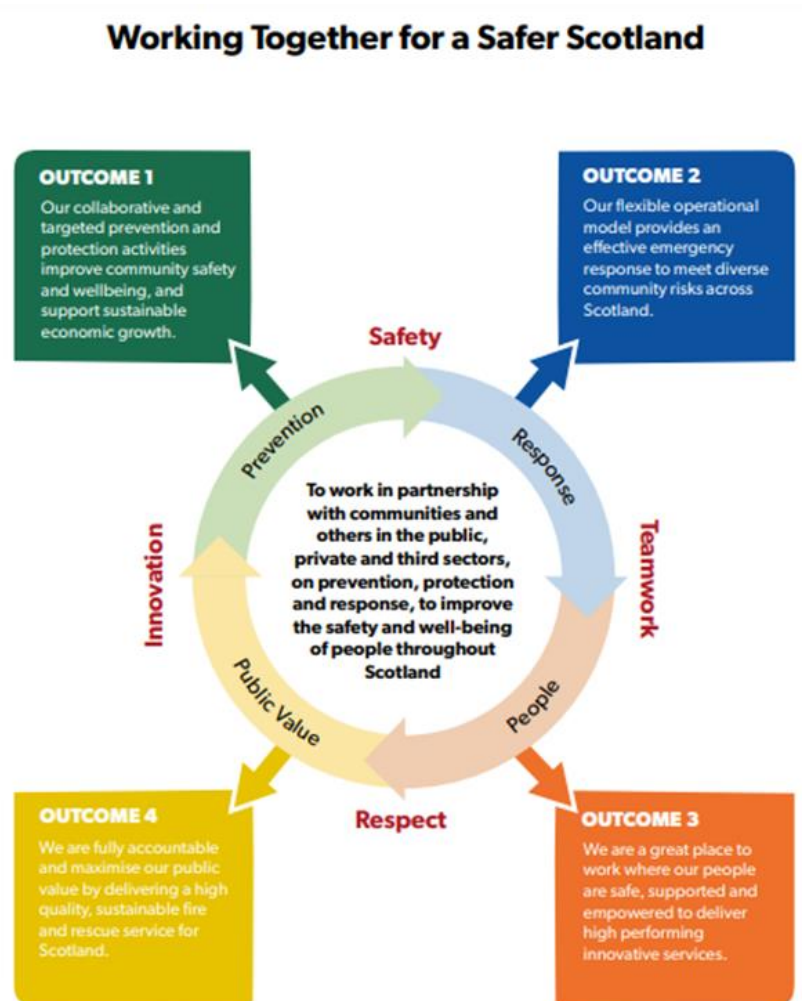 Working Together for a Safer Scotland
OUTCOME 1
Our collaborative and
targeted prevention and
protection activities
improve community safety
and wellbeing, and
support sustainable
economic growth.
OUTCOME 2
Our flexible operational
model provides an
effective emergency
response to meet diverse
community risks across
Scotland.
Safety
Prevention
Response
Innovation
To work in partnership
with communities and
others in the public,
private and third sectors,
on prevention, protection
and response, to improve
the safety and well-being
of people throughout
Scotland
Teamwork
Public Value
People
Respect
OUTCOME 4
We are fully accountable
and maximise our public
value by delivering a high
quality, sustainable fire
and rescue service for
Scotland.
OUTCOME 3
We are a great place to
work where our people
are safe, supported and
empowered to deliver
high performing
innovative services.